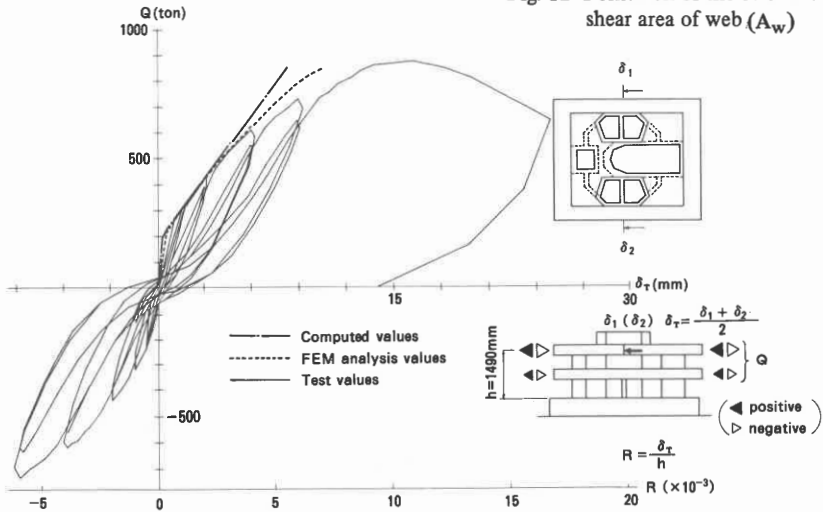 shear area of web (A_w)
Q (ton)
1000
500
0
-500
15
30
δ_T (mm)
δ_1
δ_2
Computed values
FEM analysis values
Test values
δ_1 (δ_2)
δ_T = (δ_1 + δ_2) / 2
h=1490mm
Q
positive
negative
R = δ_T / h
-5
0
5
10
15
20
R (×10⁻³)